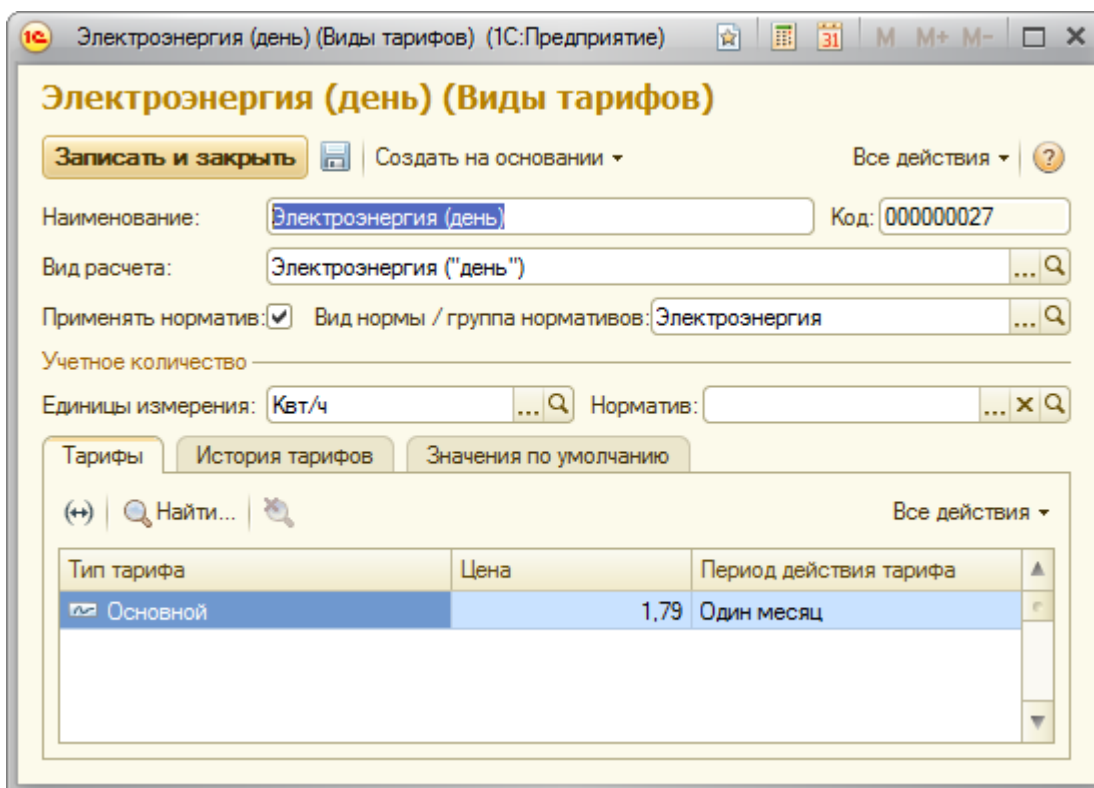 1С Электроэнергия (день) (Виды тарифов) (1С:Предприятие) 31 M M+ M-
Электроэнергия (день) (Виды тарифов)
Записать и закрыть Создать на основании Все действия ?
Наименование: Электроэнергия (день) Код: 000000027
Вид расчета: Электроэнергия ("день") ...
Применять норматив: Вид нормы / группа нормативов: Электроэнергия ...
Учетное количество
Единицы измерения: Квт/ч ... Норматив: ...
Тарифы История тарифов Значения по умолчанию
Найти... Все действия
Тип тарифа Цена Период действия тарифа
Основной 1,79 Один месяц